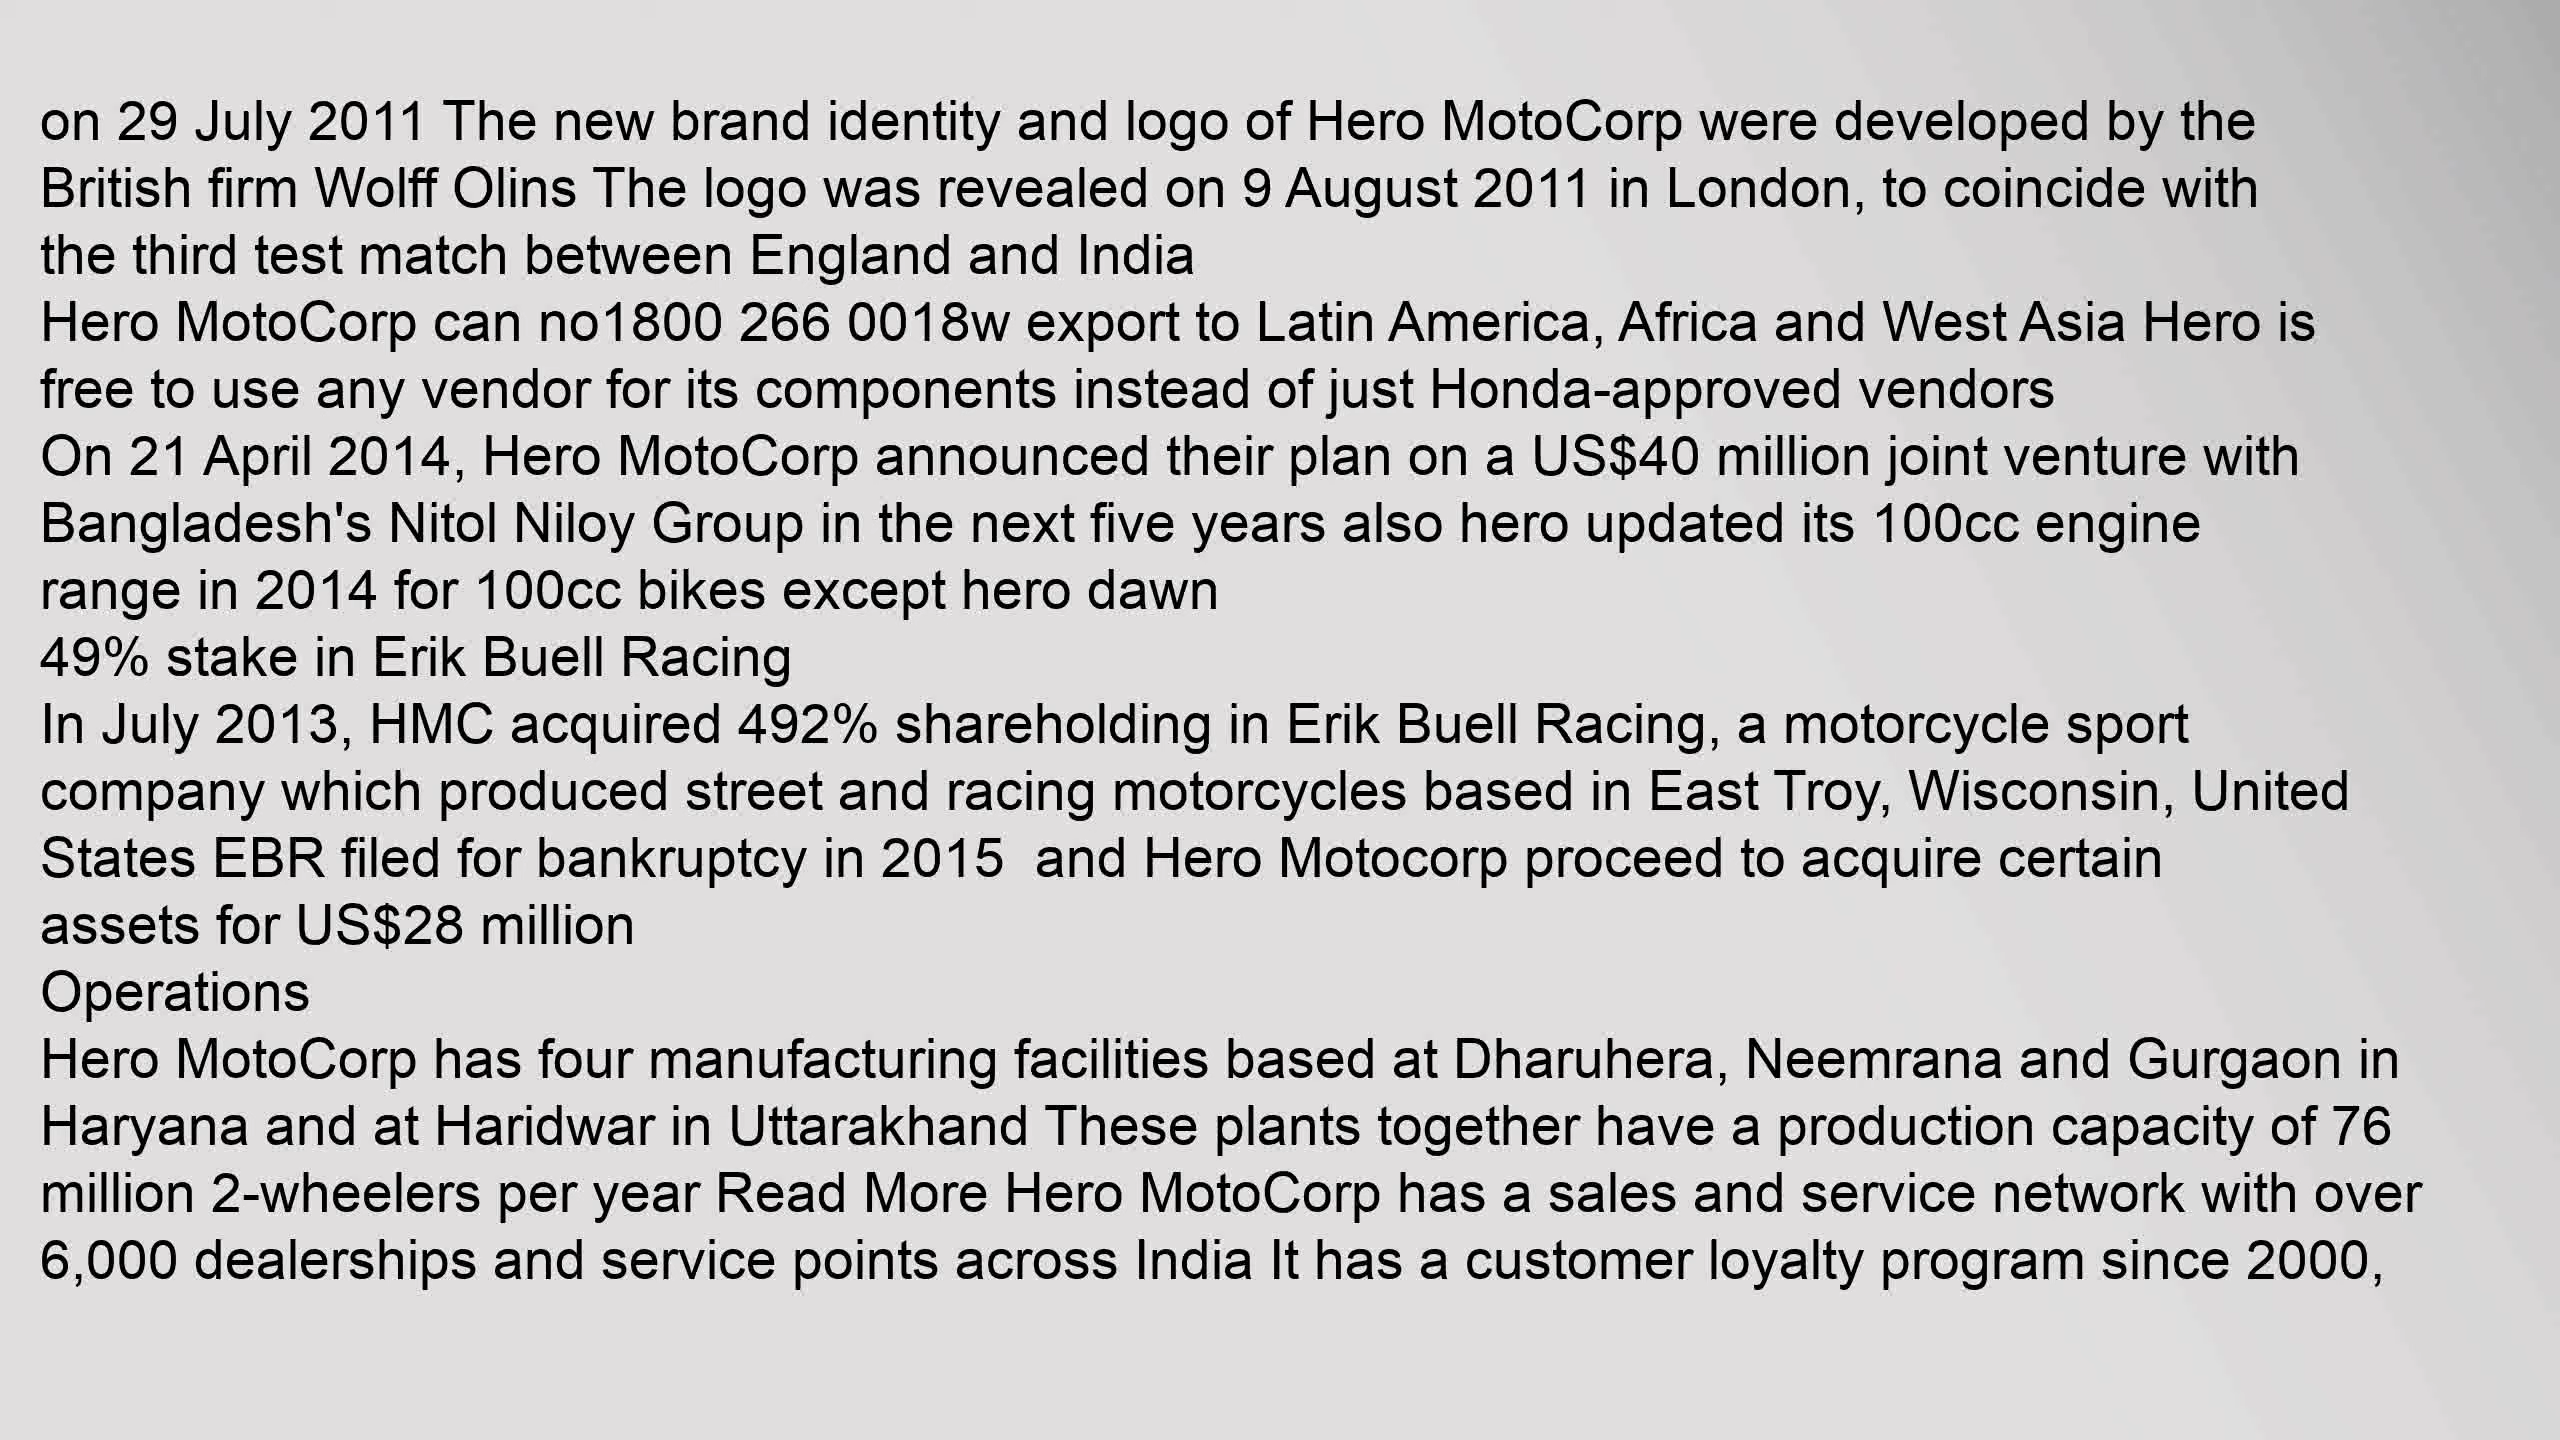 on 29 July 2011 The new brand identity and logo of Hero MotoCorp were developed by the
British firm Wolff Olins The logo was revealed on 9 August 2011 in London, to coincide with
the third test match between England and India
Hero MotoCorp can no1800 266 0018w export to Latin America, Africa and West Asia Hero is
free to use any vendor for its components instead of just Honda-approved vendors
On 21 April 2014, Hero MotoCorp announced their plan on a US$40 million joint venture with
Bangladesh's Nitol Niloy Group in the next five years also hero updated its 100cc engine
range in 2014 for 100cc bikes except hero dawn
49% stake in Erik Buell Racing
In July 2013, HMC acquired 492% shareholding in Erik Buell Racing, a motorcycle sport
company which produced street and racing motorcycles based in East Troy, Wisconsin, United
States EBR filed for bankruptcy in 2015  and Hero Motocorp proceed to acquire certain
assets for US$28 million
Operations
Hero MotoCorp has four manufacturing facilities based at Dharuhera, Neemrana and Gurgaon in
Haryana and at Haridwar in Uttarakhand These plants together have a production capacity of 76
million 2-wheelers per year Read More Hero MotoCorp has a sales and service network with over
6,000 dealerships and service points across India It has a customer loyalty program since 2000,